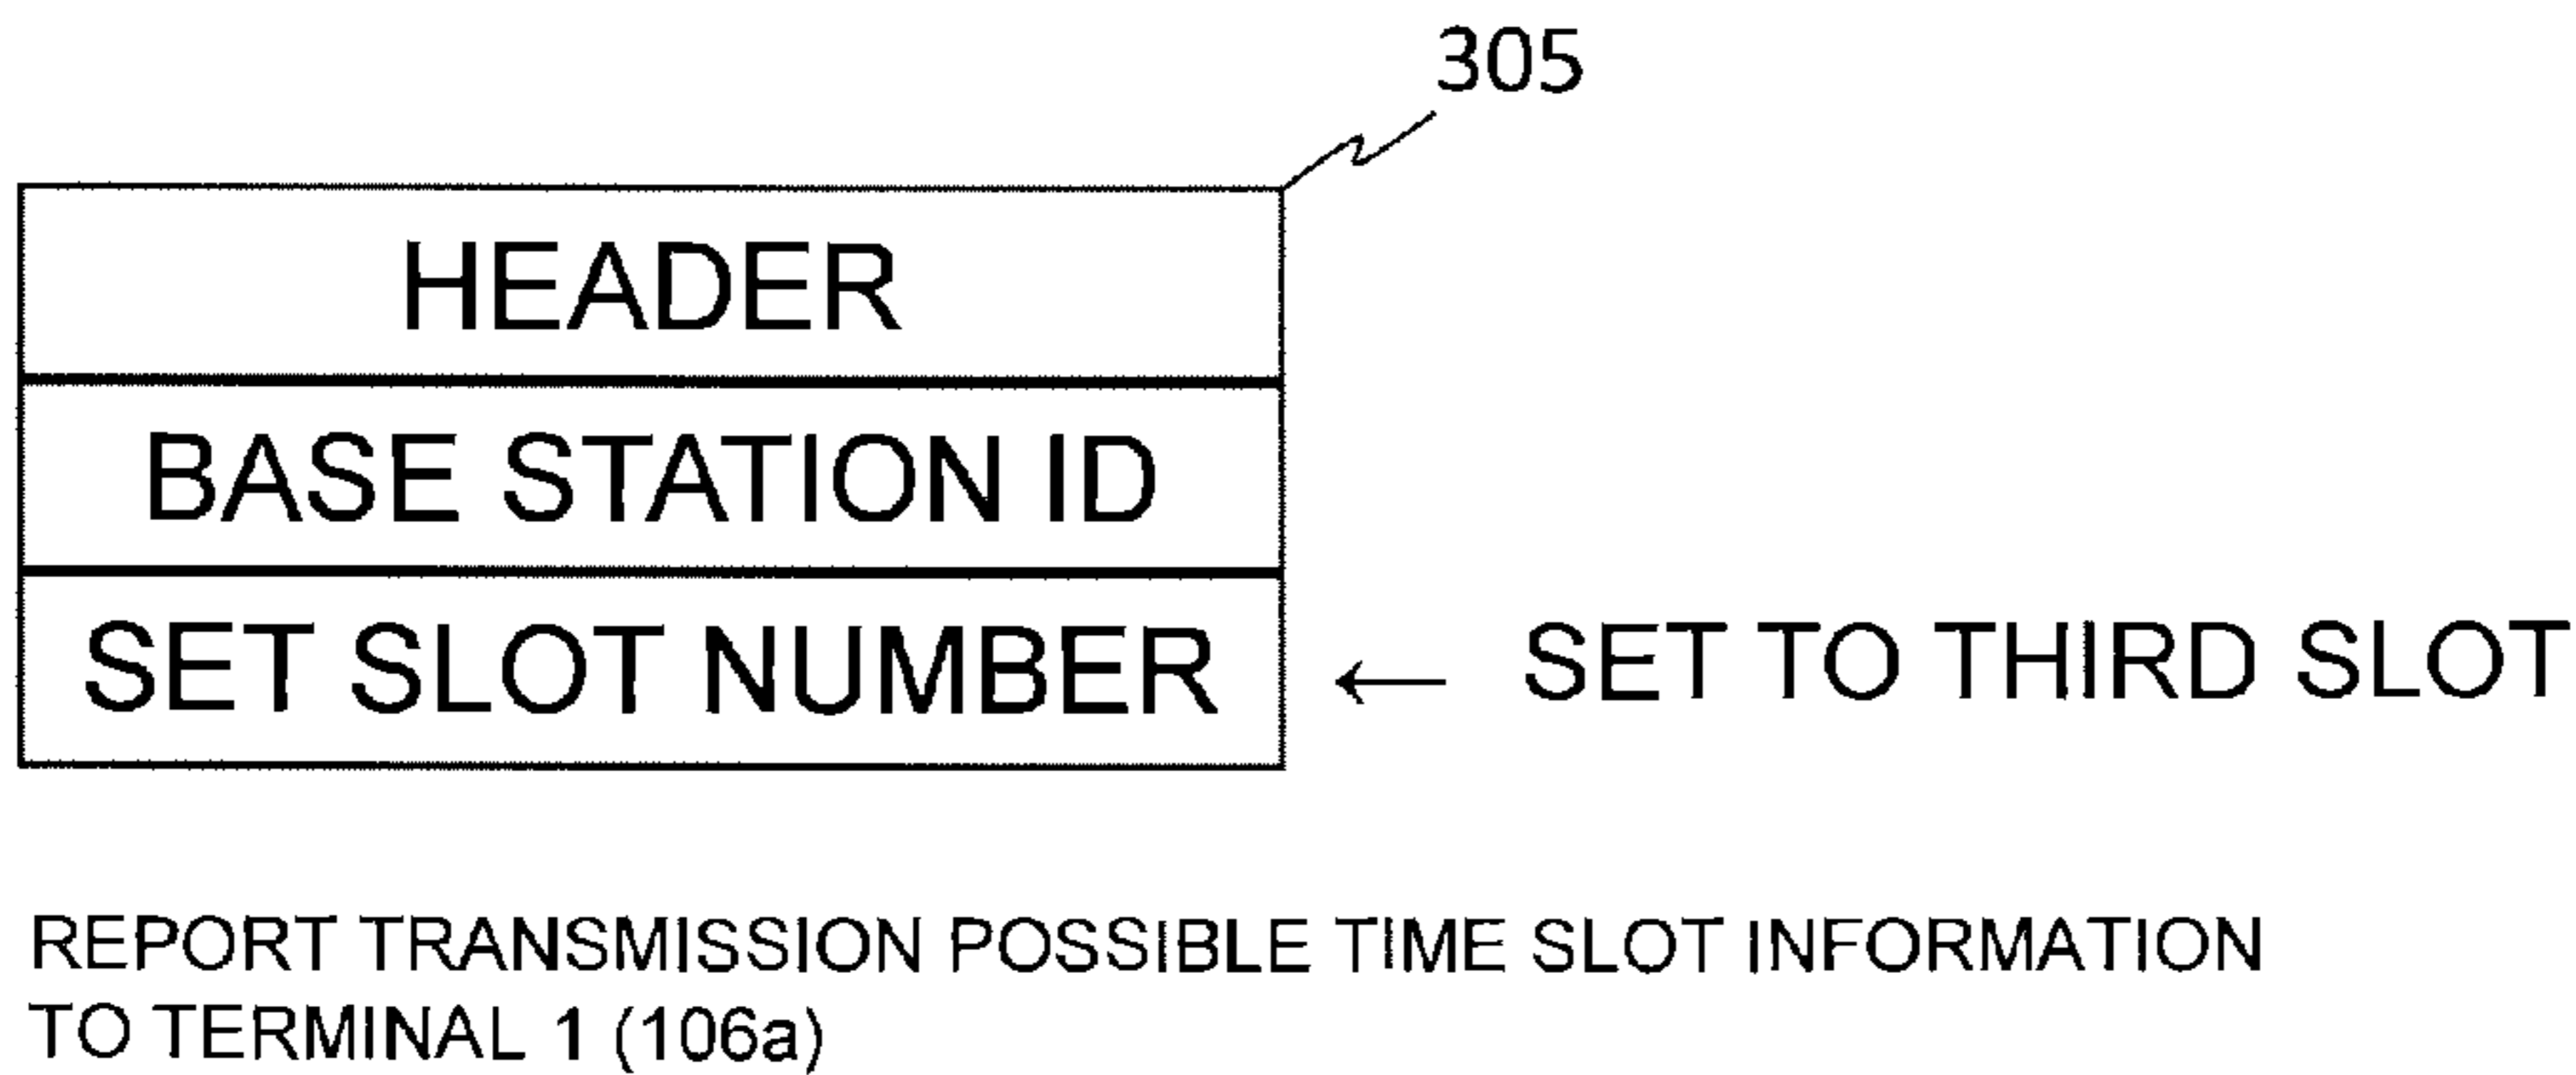 305
HEADER
BASE STATION ID
SET SLOT NUMBER ← SET TO THIRD SLOT
REPORT TRANSMISSION POSSIBLE TIME SLOT INFORMATION
TO TERMINAL 1 (106a)